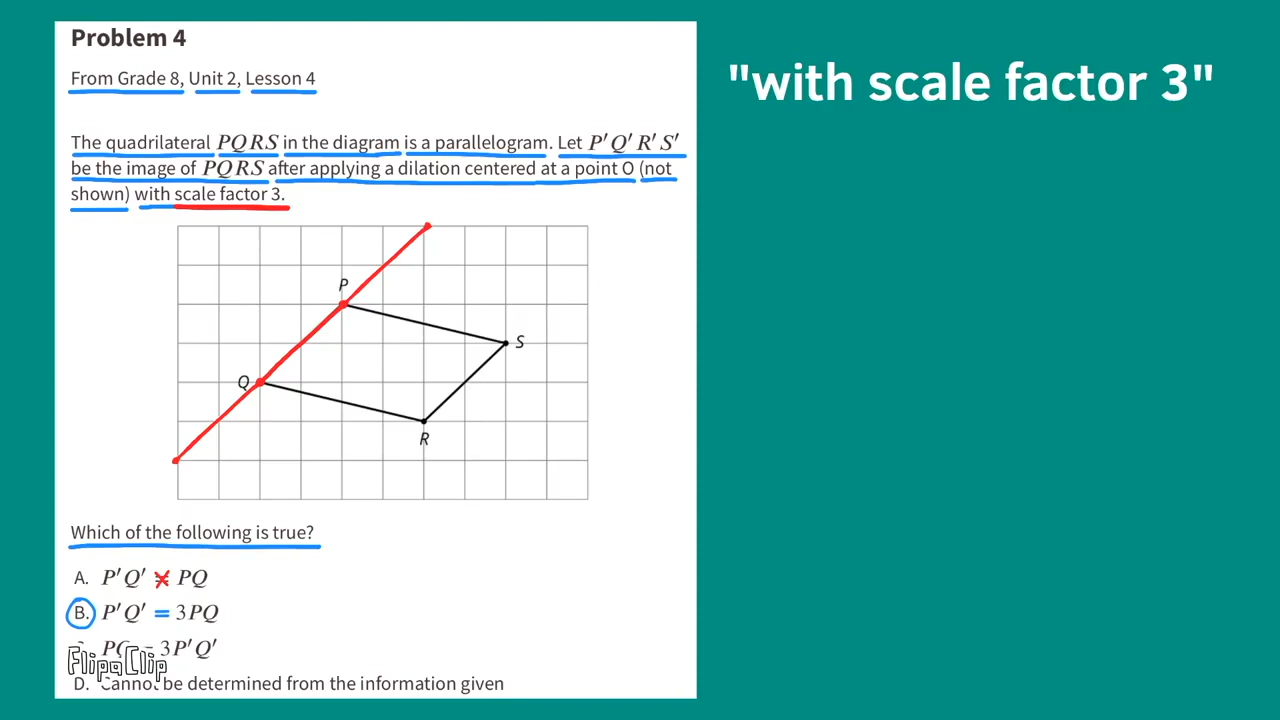 Problem 4
"with scale factor 3"
From Grade 8, Unit 2, Lesson 4
The quadrilateral PQRS in the diagram is a parallelogram. Let P′Q′R′S′
be the image of PQRS after applying a dilation centered at a point O (not
shown) with scale factor 3.
P
S
Q
R
Which of the following is true?
A. P′Q′ = PQ
B. P′Q′ = 3PQ
PQ = 3P′Q′
FlipaClip
D. Cannot be determined from the information given